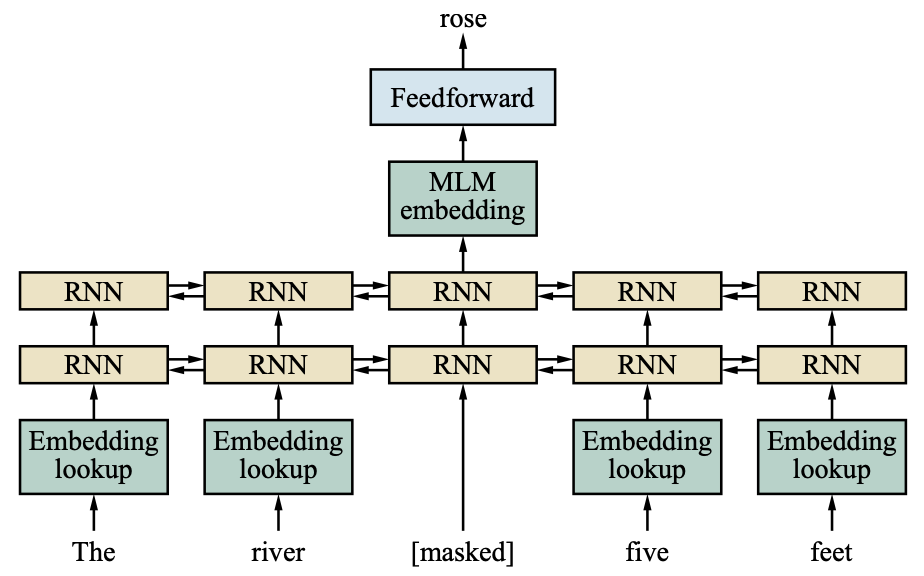 rose
Feedforward
MLM
embedding
RNN RNN RNN RNN RNN
RNN RNN RNN RNN RNN
Embedding lookup Embedding lookup Embedding lookup Embedding lookup
The river [masked] five feet